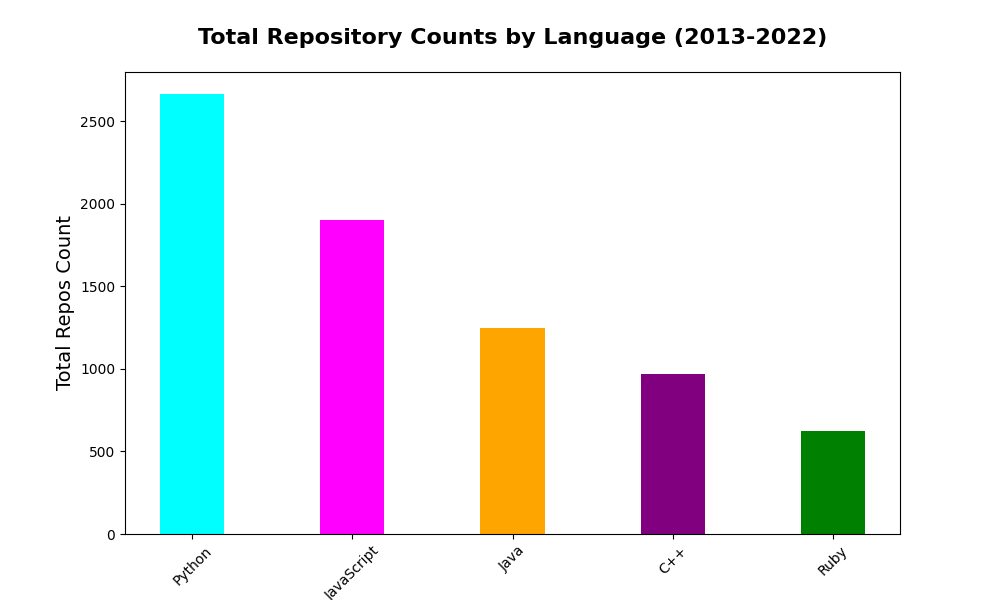 Total Repository Counts by Language (2013-2022)
Total Repos Count
2500
2000
1500
1000
500
0
Python
JavaScript
Java
C++
Ruby